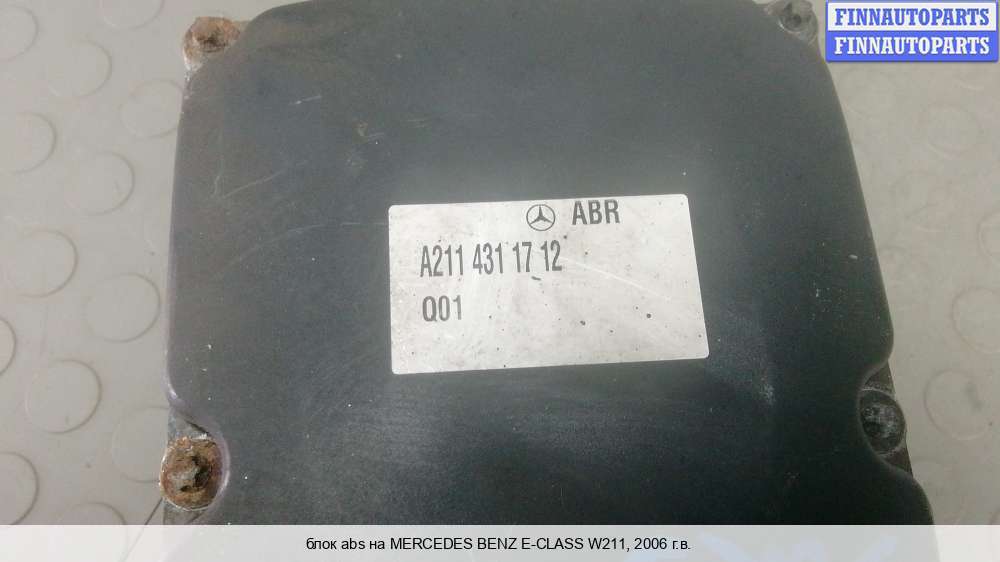 FINNAUTOPARTS
FINNAUTOPARTS
ABR
A211 431 17 12
Q01
блок abs на MERCEDES BENZ E-CLASS W211, 2006 г.в.